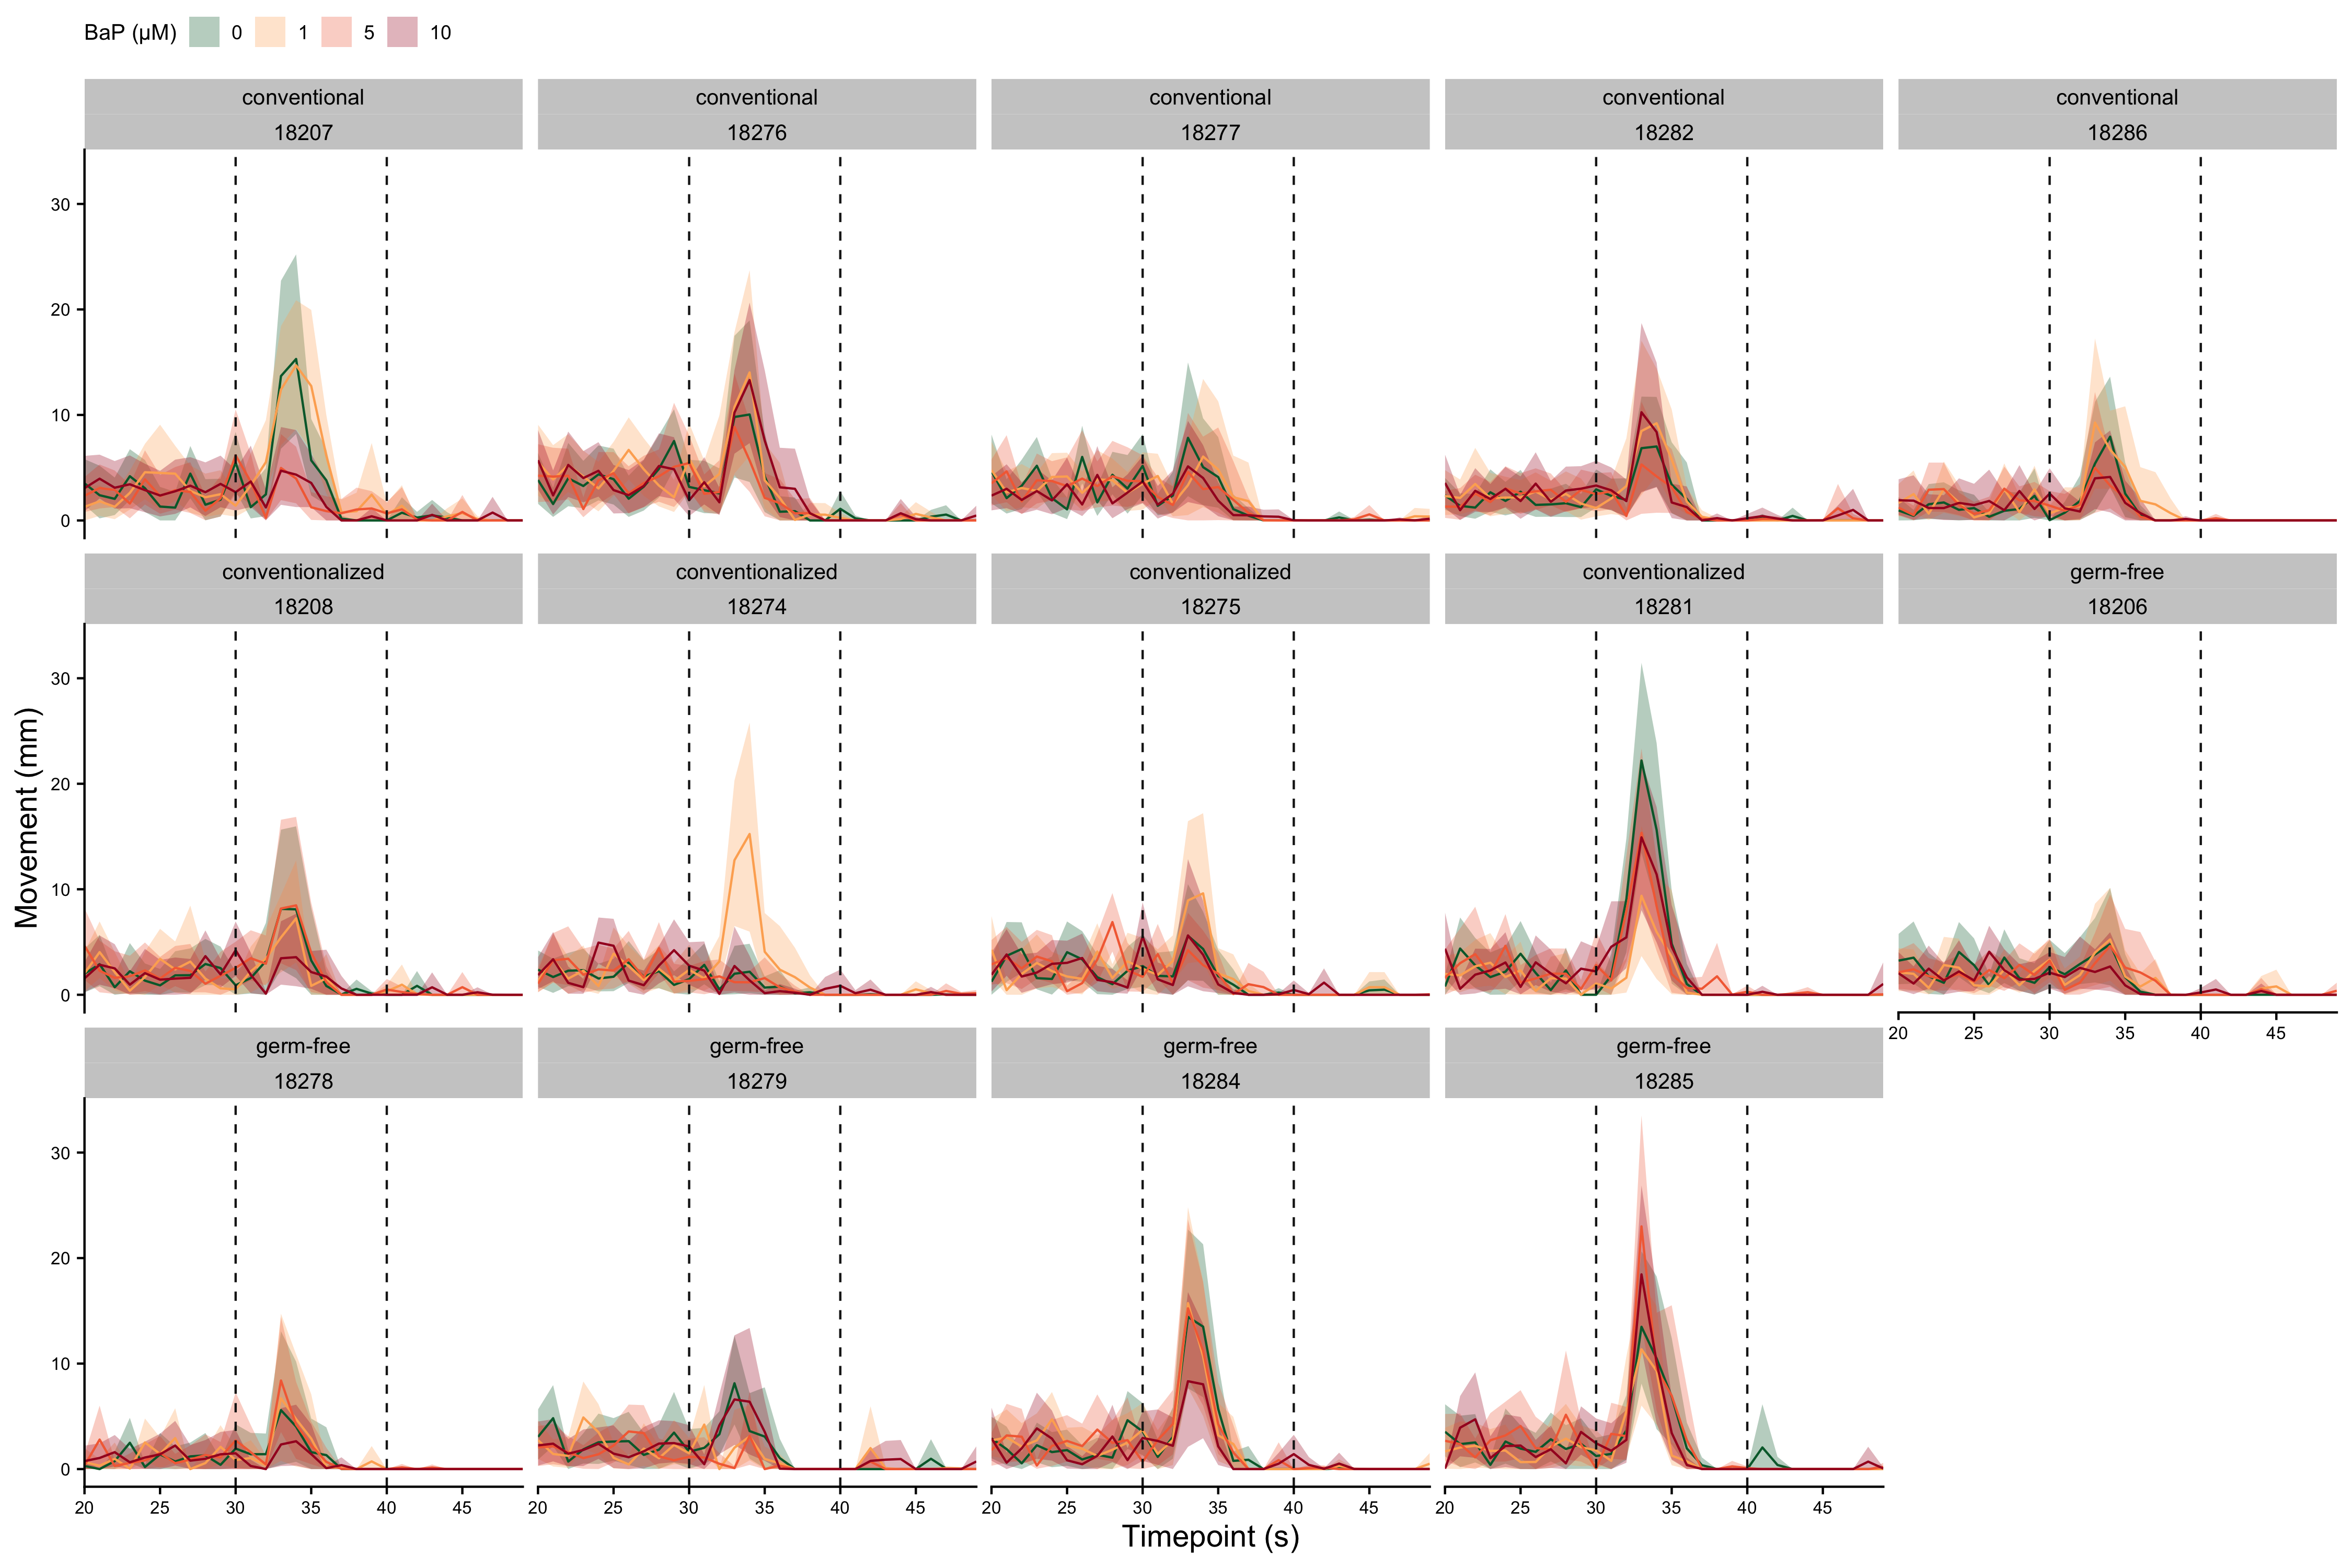 BaP (µM) 0 1 5 10
conventional conventional conventional conventional conventional
18207 18276 18277 18282 18286
30
20
10
0
conventionalized conventionalized conventionalized conventionalized germ-free
18208 18274 18275 18281 18206
30
20
10
0
20 25 30 35 40 45
germ-free germ-free germ-free germ-free
18278 18279 18284 18285
30
20
10
0
20 25 30 35 40 45 20 25 30 35 40 45 20 25 30 35 40 45 20 25 30 35 40 45
Timepoint (s)
Movement (mm)